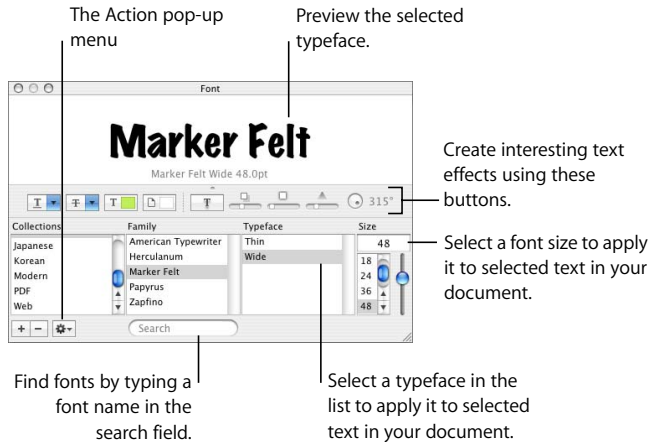 The Action pop-up
menu
Preview the selected
typeface.
Font
Marker Felt
Marker Felt Wide 48.0pt
Create interesting text
effects using these
buttons.
T T T T 315°
Collections Family Typeface Size
Japanese
Korean
Modern
PDF
Web
American Typewriter
Herculanum
Marker Felt
Papyrus
Zapfino
Thin
Wide
48
18
24
36
48
Select a font size to apply
it to selected text in your
document.
+ −
Search
Find fonts by typing a
font name in the
search field.
Select a typeface in the
list to apply it to selected
text in your document.